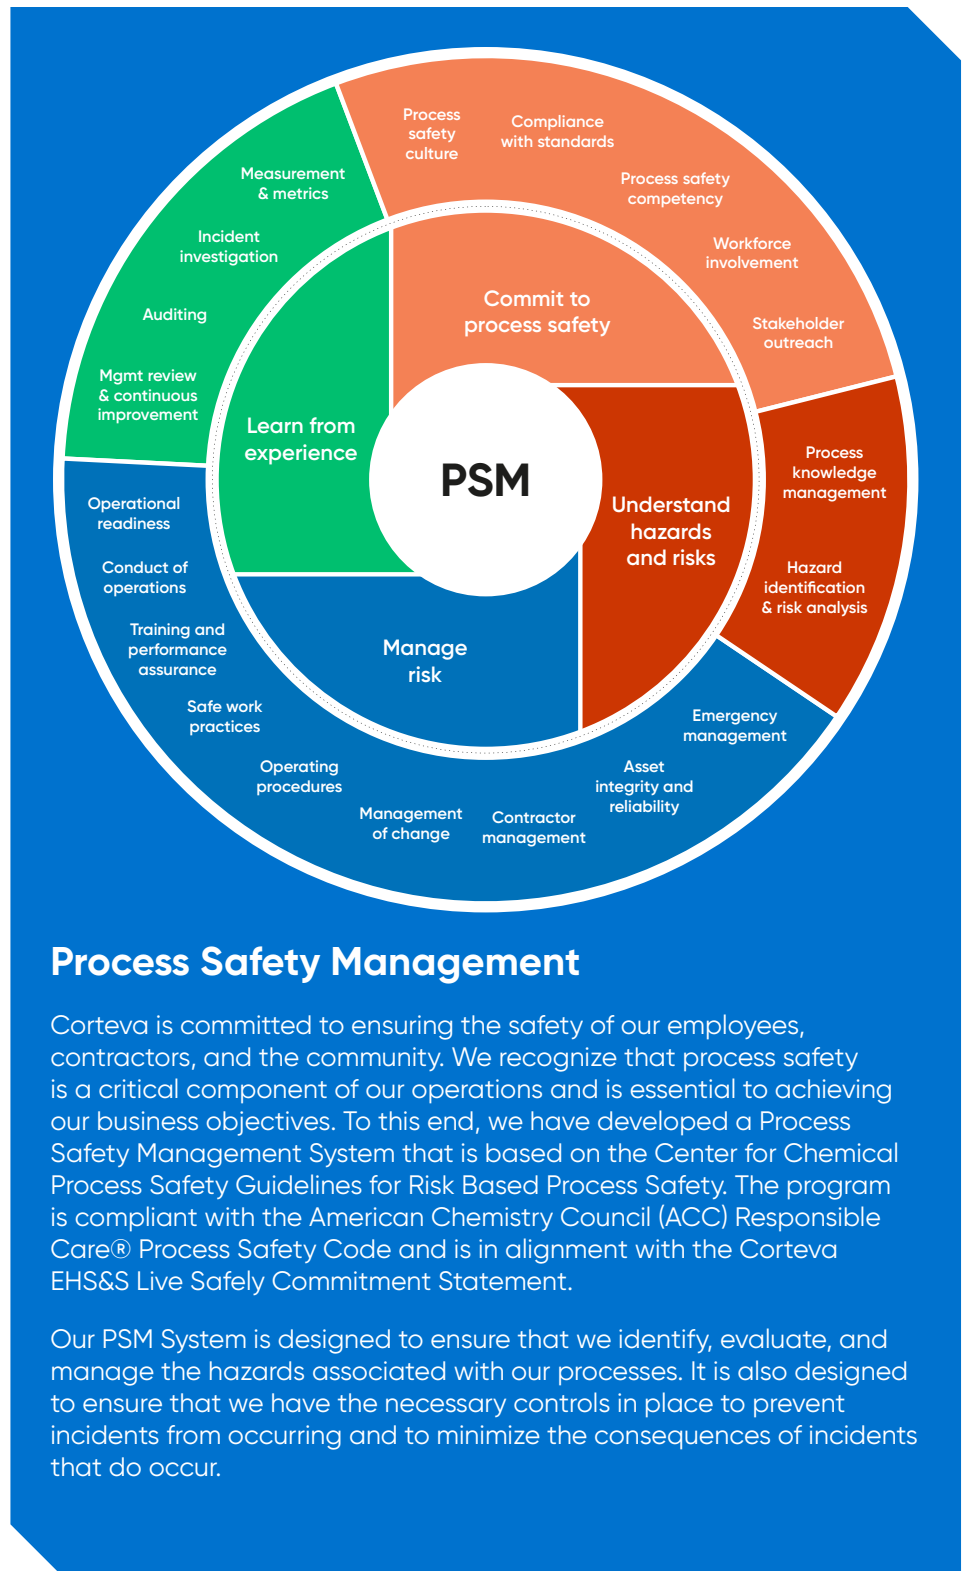 Process
safety
culture
Compliance
with standards
Process safety
competency
Workforce
involvement
Stakeholder
outreach
Process
knowledge
management
Hazard
identification
& risk analysis
Emergency
management
Asset
integrity and
reliability
Contractor
management
Management
of change
Operating
procedures
Safe work
practices
Training and
performance
assurance
Conduct of
operations
Operational
readiness
Mgmt review
& continuous
improvement
Auditing
Incident
investigation
Measurement
& metrics
Commit to
process safety
Understand
hazards
and risks
Manage
risk
Learn from
experience
PSM
Process Safety Management
Corteva is committed to ensuring the safety of our employees,
contractors, and the community. We recognize that process safety
is a critical component of our operations and is essential to achieving
our business objectives. To this end, we have developed a Process
Safety Management System that is based on the Center for Chemical
Process Safety Guidelines for Risk Based Process Safety. The program
is compliant with the American Chemistry Council (ACC) Responsible
Care® Process Safety Code and is in alignment with the Corteva
EHS&S Live Safely Commitment Statement.
Our PSM System is designed to ensure that we identify, evaluate, and
manage the hazards associated with our processes. It is also designed
to ensure that we have the necessary controls in place to prevent
incidents from occurring and to minimize the consequences of incidents
that do occur.